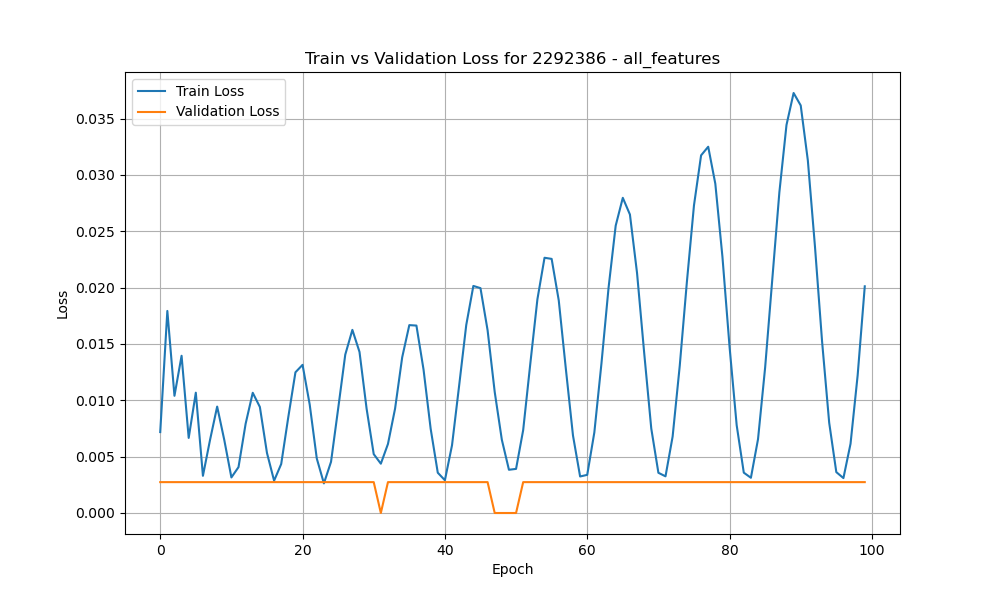 Train vs Validation Loss for 2292386 - all_features
Train Loss
Validation Loss
0.035
0.030
0.025
0.020
0.015
0.010
0.005
0.000
Loss
0 20 40 60 80 100
Epoch